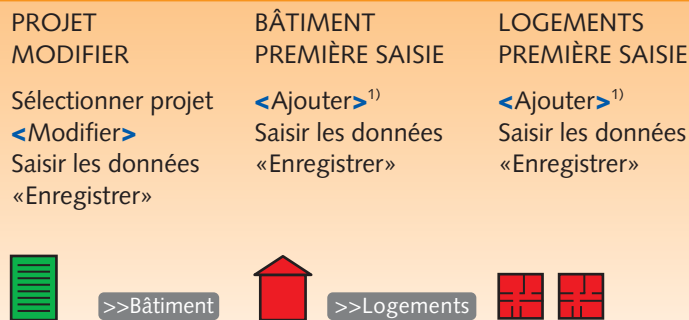 PROJET
MODIFIER
Sélectionner projet
<Modifier>
Saisir les données
«Enregistrer»
>>Bâtiment
BÂTIMENT
PREMIÈRE SAISIE
<Ajouter>1)
Saisir les données
«Enregistrer»
>>Logements
LOGEMENTS
PREMIÈRE SAISIE
<Ajouter>1)
Saisir les données
«Enregistrer»